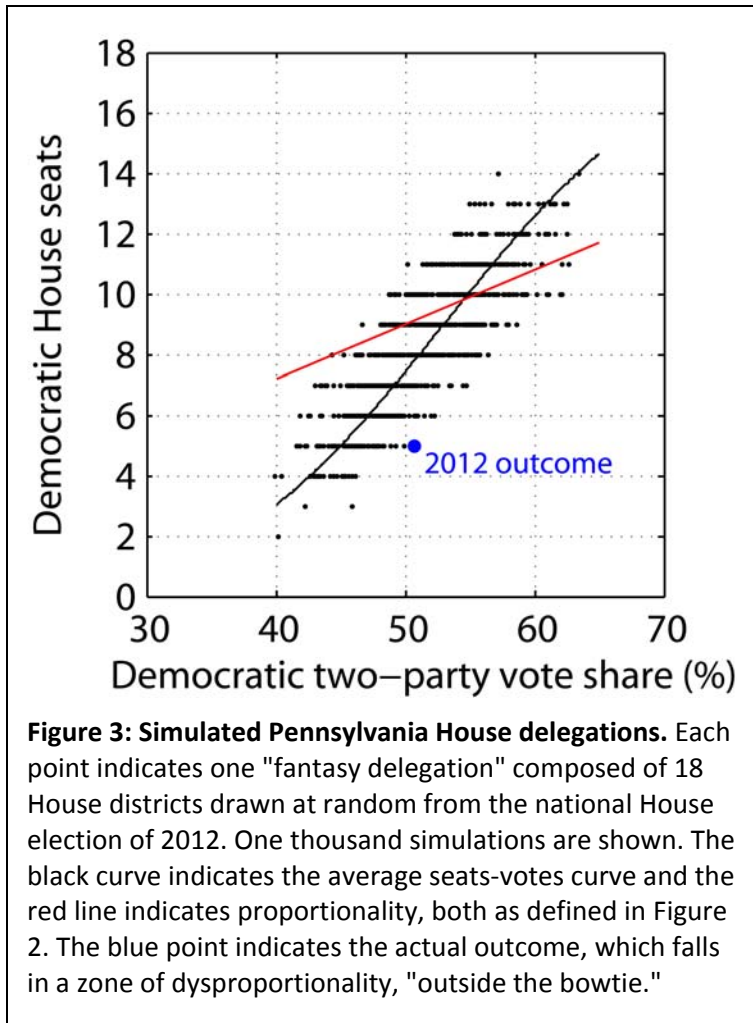 18
16
14
12
10
8
6
4
2
0
Democratic House seats
2012 outcome
30 40 50 60 70
Democratic two–party vote share (%)
Figure 3: Simulated Pennsylvania House delegations. Each
point indicates one "fantasy delegation" composed of 18
House districts drawn at random from the national House
election of 2012. One thousand simulations are shown. The
black curve indicates the average seats-votes curve and the
red line indicates proportionality, both as defined in Figure
2. The blue point indicates the actual outcome, which falls
in a zone of dysproportionality, "outside the bowtie."